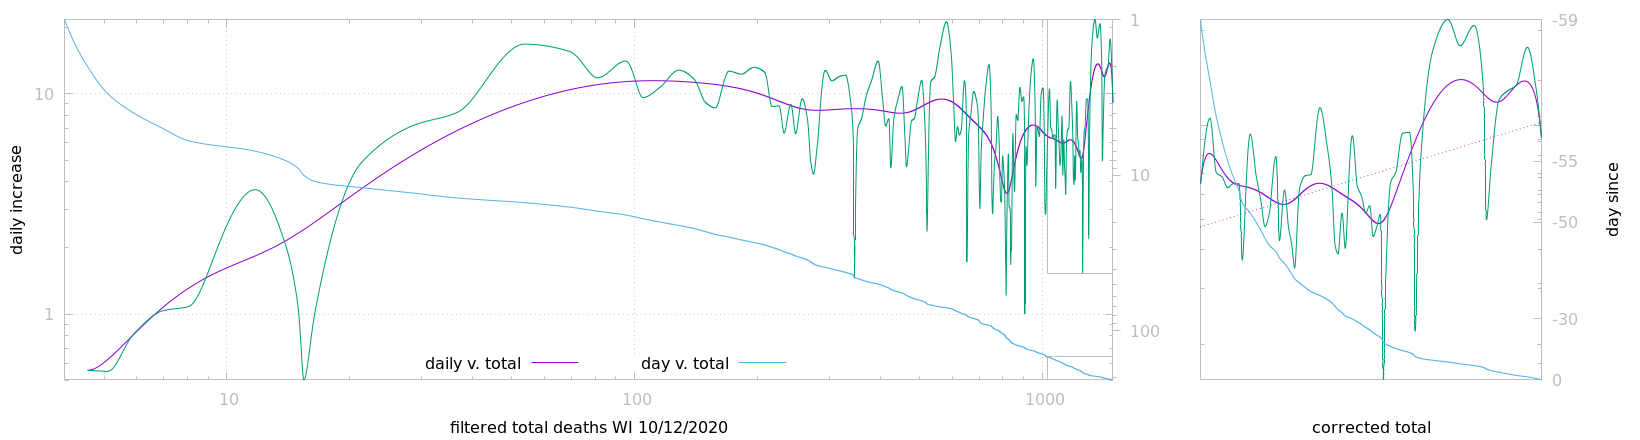 1
-59
10
10
-55
daily increase
-50
day since
1
100
-30
daily v. total
day v. total
0
10
100
1000
filtered total deaths WI 10/12/2020
corrected total